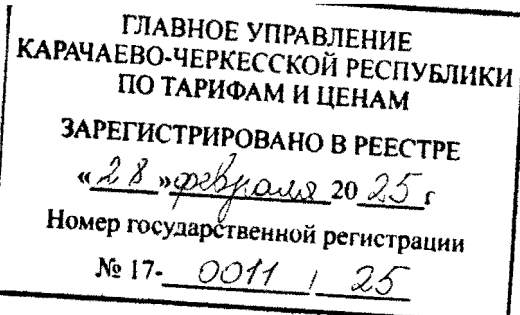 ГЛАВНОЕ УПРАВЛЕНИЕ
КАРАЧАЕВО-ЧЕРКЕССКОЙ РЕСПУБЛИКИ
ПО ТАРИФАМ И ЦЕНАМ
ЗАРЕГИСТРИРОВАНО В РЕЕСТРЕ
«28» февраля 2025 г
Номер государственной регистрации
№ 17- 0011 / 25